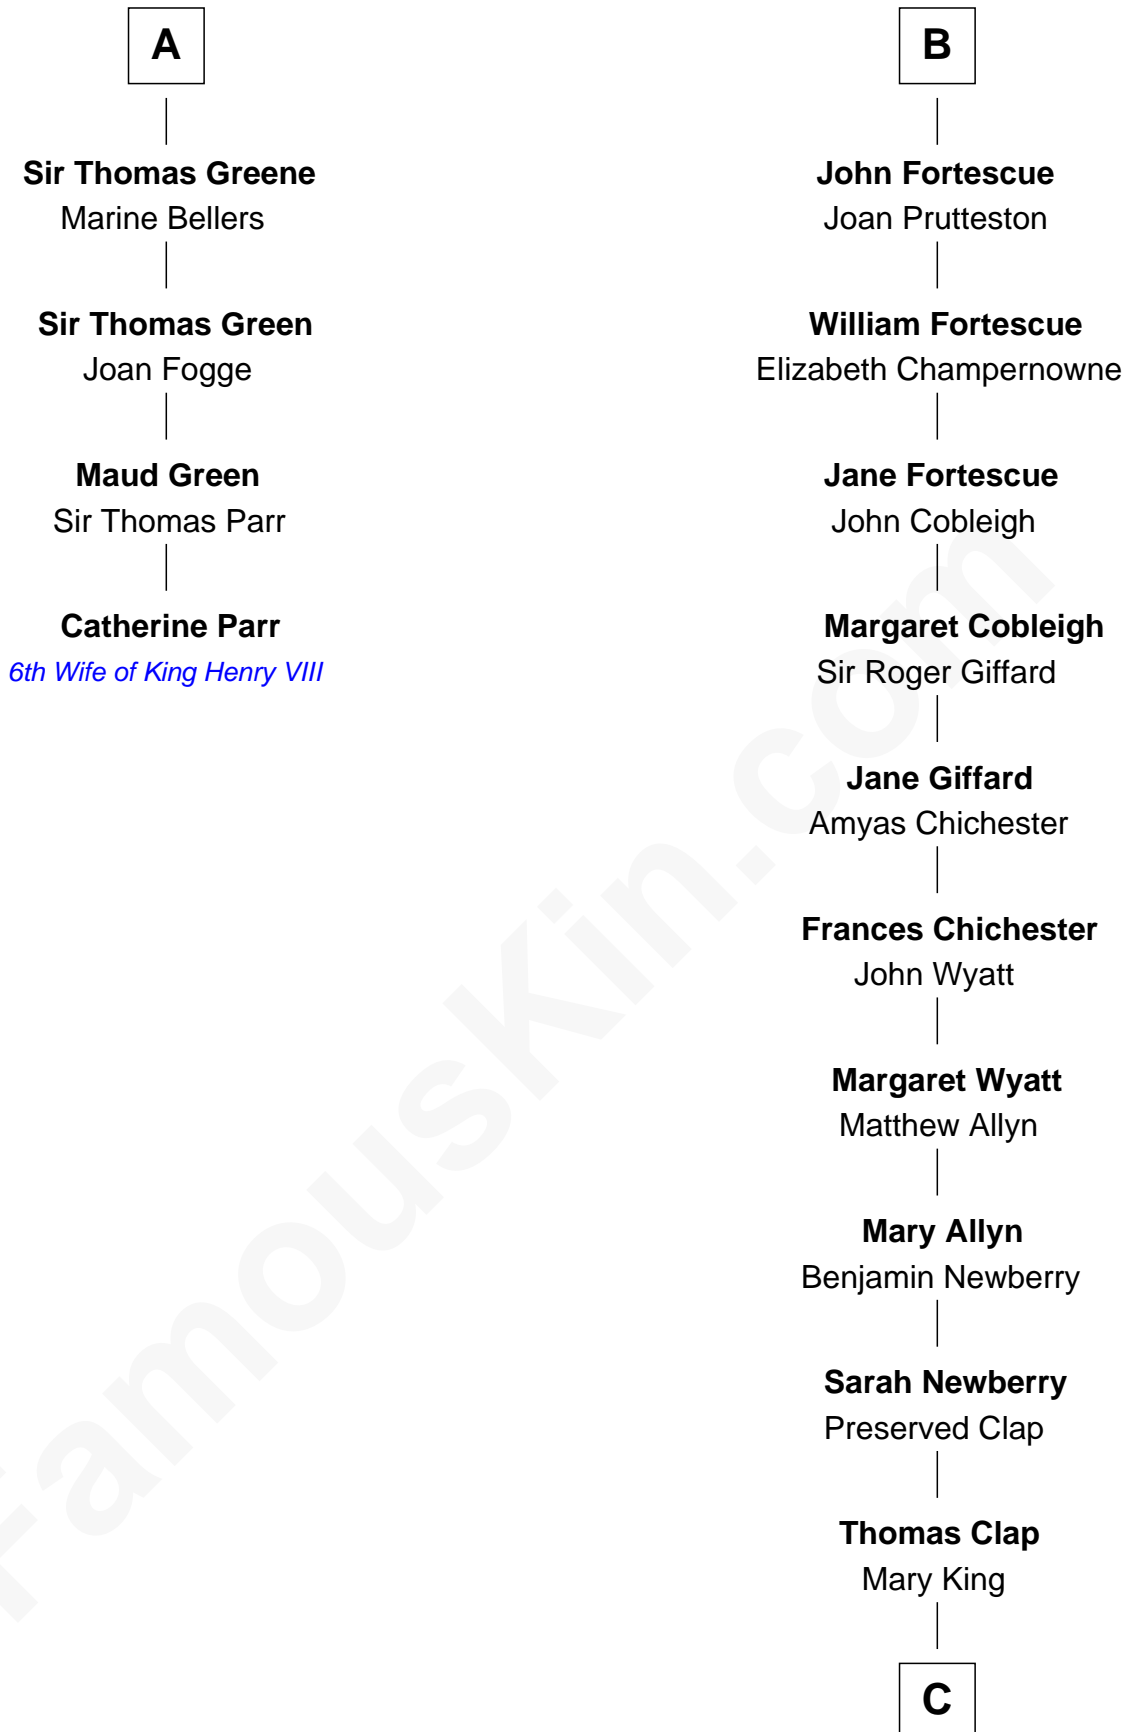 A
Sir Thomas Greene
Marine Bellers
Sir Thomas Green
Joan Fogge
Maud Green
Sir Thomas Parr
Catherine Parr
6th Wife of King Henry VIII
B
John Fortescue
Joan Prutteston
William Fortescue
Elizabeth Champernowne
Jane Fortescue
John Cobleigh
Margaret Cobleigh
Sir Roger Giffard
Jane Giffard
Amyas Chichester
Frances Chichester
John Wyatt
Margaret Wyatt
Matthew Allyn
Mary Allyn
Benjamin Newberry
Sarah Newberry
Preserved Clap
Thomas Clap
Mary King
C
FamousKin.com